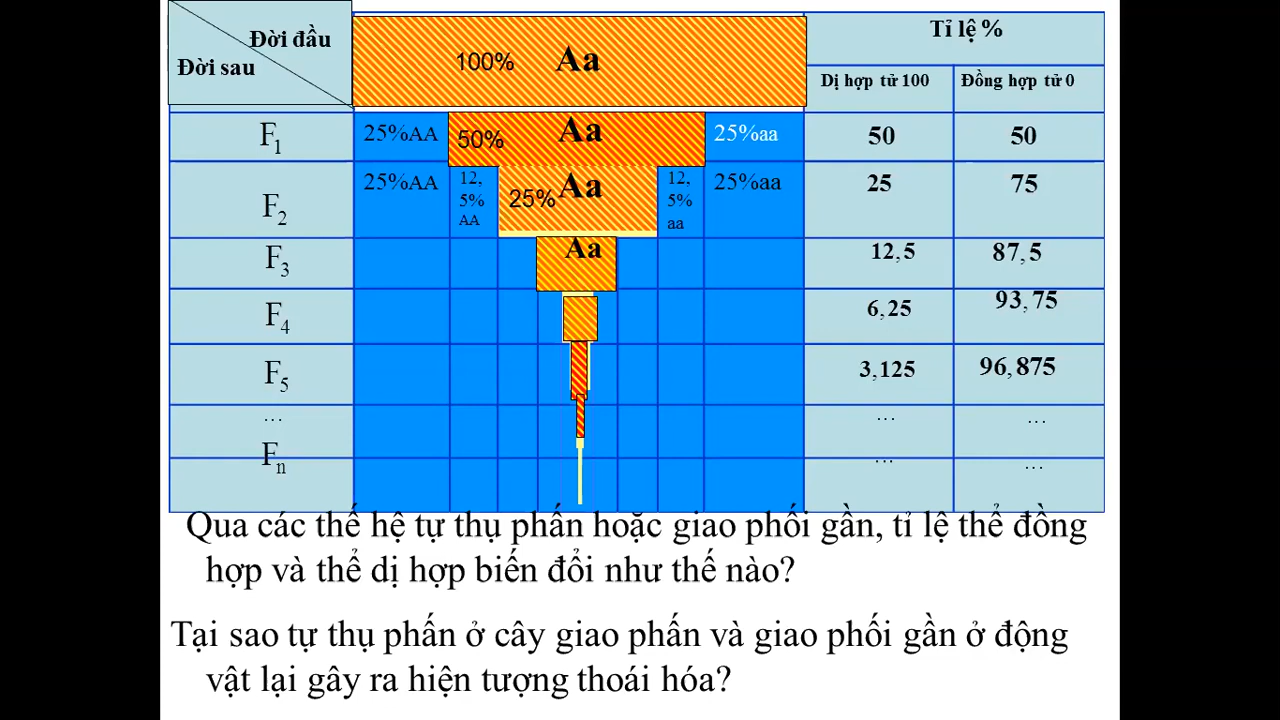 Đời đầu
Đời sau
100% Aa
Tỉ lệ %
Dị hợp tử 100
Đồng hợp tử 0
F1
25%AA
50%
Aa
25%aa
50
50
F2
25%AA
12,
5%
AA
25%
Aa
12,
5%
aa
25%aa
25
75
F3
Aa
12,5
87,5
F4
6,25
93,75
F5
3,125
96,875
...
...
...
Fn
...
...
Qua các thế hệ tự thụ phấn hoặc giao phối gần, tỉ lệ thể đồng
hợp và thể dị hợp biến đổi như thế nào?
Tại sao tự thụ phấn ở cây giao phấn và giao phối gần ở động
vật lại gây ra hiện tượng thoái hóa?